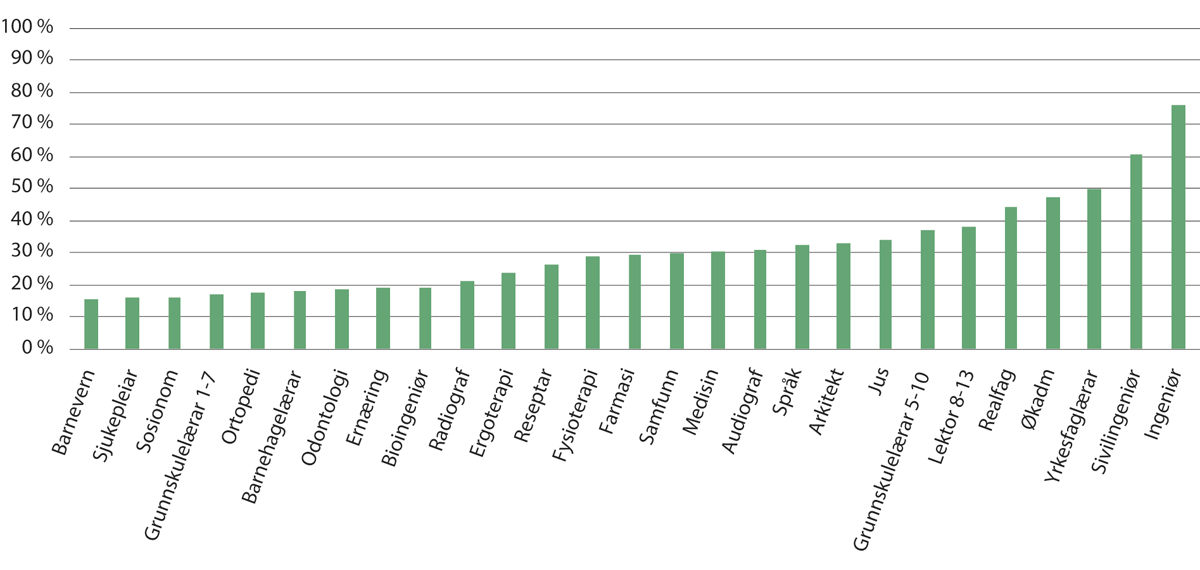 100 %
90 %
80 %
70 %
60 %
50 %
40 %
30 %
20 %
10 %
0 %
Barnevern
Sjukepleiar
Sosionom
Grunnskulelærar 1-7
Ortopedi
Barnehagelærar
Odontologi
Ernæring
Bioingeniør
Radiograf
Ergoterapi
Reseptar
Fysioterapi
Farmasi
Samfunn
Medisin
Audiograf
Språk
Arkitekt
Jus
Grunnskulelærar 5-10
Lektor 8-13
Realfag
Økadm
Yrkesfaglærar
Sivilingeniør
Ingeniør